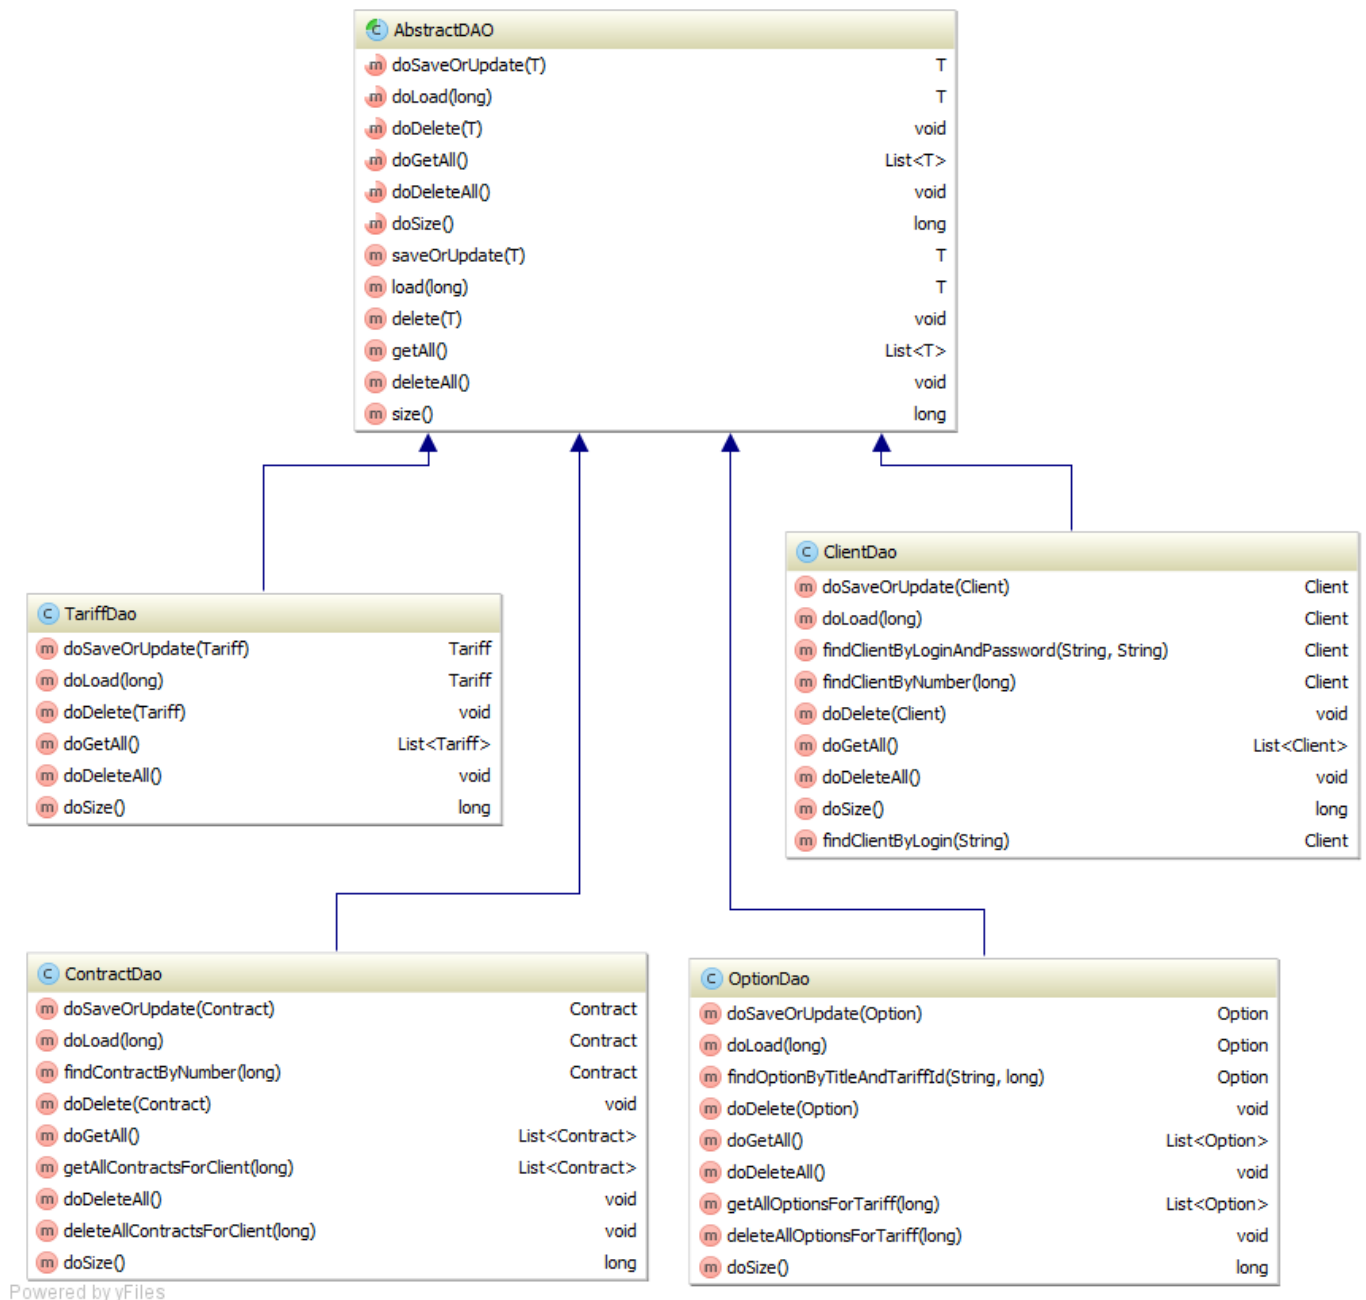 AbstractDAO
doSaveOrUpdate(T) T
doLoad(long) T
doDelete(T) void
doGetAll() List<T>
doDeleteAll() void
doSize() long
saveOrUpdate(T) T
load(long) T
delete(T) void
getAll() List<T>
deleteAll() void
size() long
ClientDao
doSaveOrUpdate(Client) Client
doLoad(long) Client
findClientByLoginAndPassword(String, String) Client
findClientByNumber(long) Client
doDelete(Client) void
doGetAll() List<Client>
doDeleteAll() void
doSize() long
findClientByLogin(String) Client
TariffDao
doSaveOrUpdate(Tariff) Tariff
doLoad(long) Tariff
doDelete(Tariff) void
doGetAll() List<Tariff>
doDeleteAll() void
doSize() long
ContractDao
doSaveOrUpdate(Contract) Contract
doLoad(long) Contract
findContractByNumber(long) Contract
doDelete(Contract) void
doGetAll() List<Contract>
getAllContractsForClient(long) List<Contract>
doDeleteAll() void
deleteAllContractsForClient(long) void
doSize() long
OptionDao
doSaveOrUpdate(Option) Option
doLoad(long) Option
findOptionByTitleAndTariffId(String, long) Option
doDelete(Option) void
doGetAll() List<Option>
doDeleteAll() void
getAllOptionsForTariff(long) List<Option>
deleteAllOptionsForTariff(long) void
doSize() long
Powered by yFiles